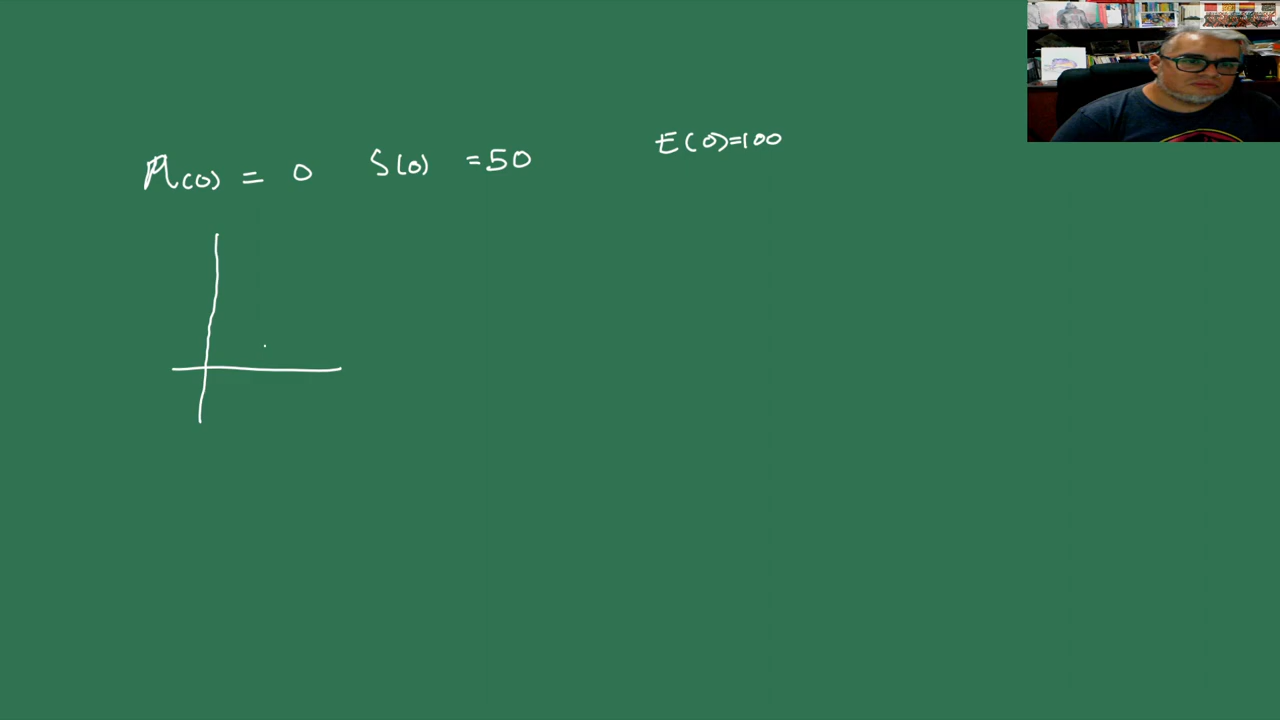 R(0) = 0 S(0) = 50 E(0)=100